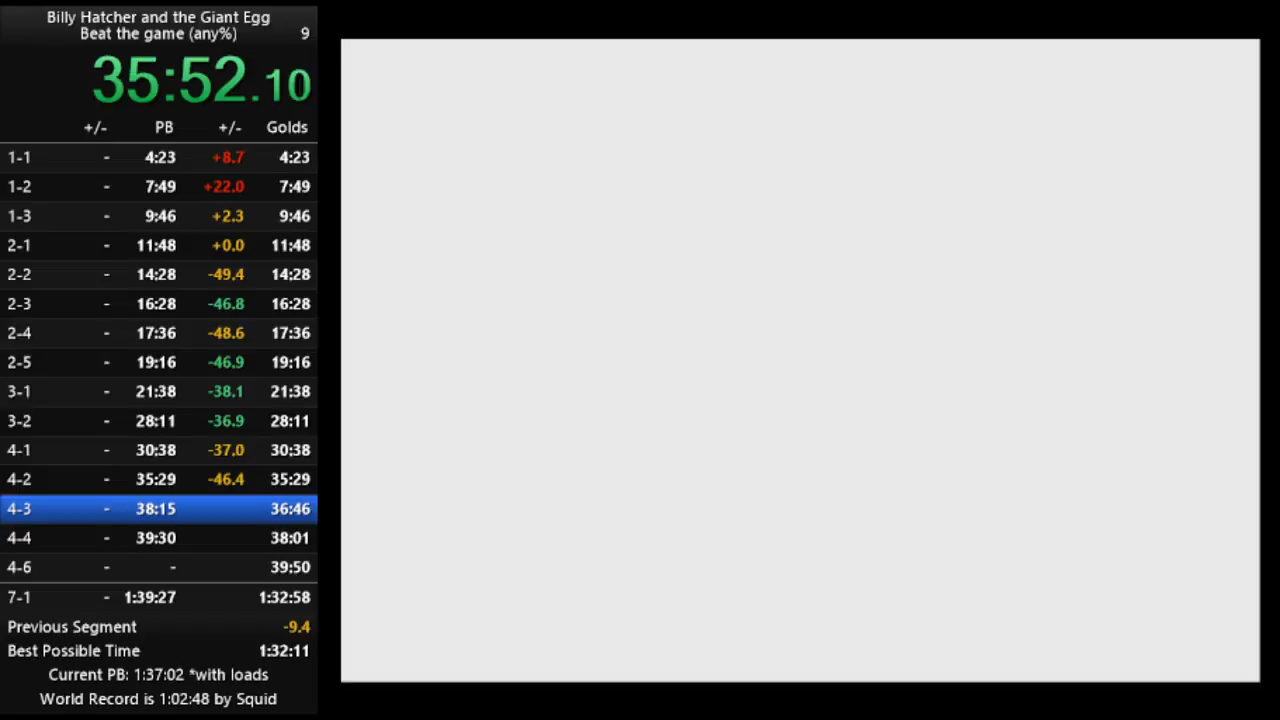 Billy Hatcher and the Giant Egg
Beat the game (any%) 9
35:52.10
+/- PB +/- Golds
1-1 - 4:23 +8.7 4:23
1-2 - 7:49 +22.0 7:49
1-3 - 9:46 +2.3 9:46
2-1 - 11:48 +0.0 11:48
2-2 - 14:28 -49.4 14:28
2-3 - 16:28 -46.8 16:28
2-4 - 17:36 -48.6 17:36
2-5 - 19:16 -46.9 19:16
3-1 - 21:38 -38.1 21:38
3-2 - 28:11 -36.9 28:11
4-1 - 30:38 -37.0 30:38
4-2 - 35:29 -46.4 35:29
4-3 - 38:15 36:46
4-4 - 39:30 38:01
4-6 - - 39:50
7-1 - 1:39:27 1:32:58
Previous Segment -9.4
Best Possible Time 1:32:11
Current PB: 1:37:02 *with loads
World Record is 1:02:48 by Squid